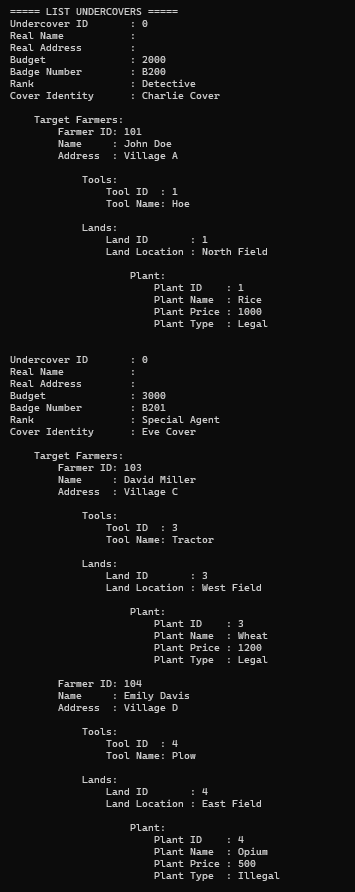 ===== LIST UNDERCOVERS =====
Undercover ID       : 0
Real Name           :
Real Address        :
Budget              : 2000
Badge Number        : B200
Rank                : Detective
Cover Identity      : Charlie Cover
    Target Farmers:
        Farmer ID: 101
        Name     : John Doe
        Address  : Village A
            Tools:
                Tool ID  : 1
                Tool Name: Hoe
            Lands:
                Land ID       : 1
                Land Location : North Field
                    Plant:
                        Plant ID    : 1
                        Plant Name  : Rice
                        Plant Price : 1000
                        Plant Type  : Legal
Undercover ID       : 0
Real Name           :
Real Address        :
Budget              : 3000
Badge Number        : B201
Rank                : Special Agent
Cover Identity      : Eve Cover
    Target Farmers:
        Farmer ID: 103
        Name     : David Miller
        Address  : Village C
            Tools:
                Tool ID  : 3
                Tool Name: Tractor
            Lands:
                Land ID       : 3
                Land Location : West Field
                    Plant:
                        Plant ID    : 3
                        Plant Name  : Wheat
                        Plant Price : 1200
                        Plant Type  : Legal
        Farmer ID: 104
        Name     : Emily Davis
        Address  : Village D
            Tools:
                Tool ID  : 4
                Tool Name: Plow
            Lands:
                Land ID       : 4
                Land Location : East Field
                    Plant:
                        Plant ID    : 4
                        Plant Name  : Opium
                        Plant Price : 500
                        Plant Type  : Illegal